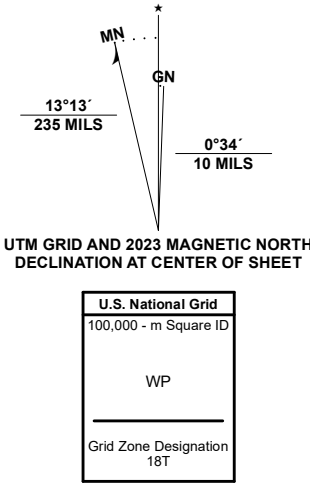 MN
GN
13°13´
235 MILS
0°34´
10 MILS
UTM GRID AND 2023 MAGNETIC NORTH
DECLINATION AT CENTER OF SHEET
U.S. National Grid
100,000 - m Square ID
WP
Grid Zone Designation
18T